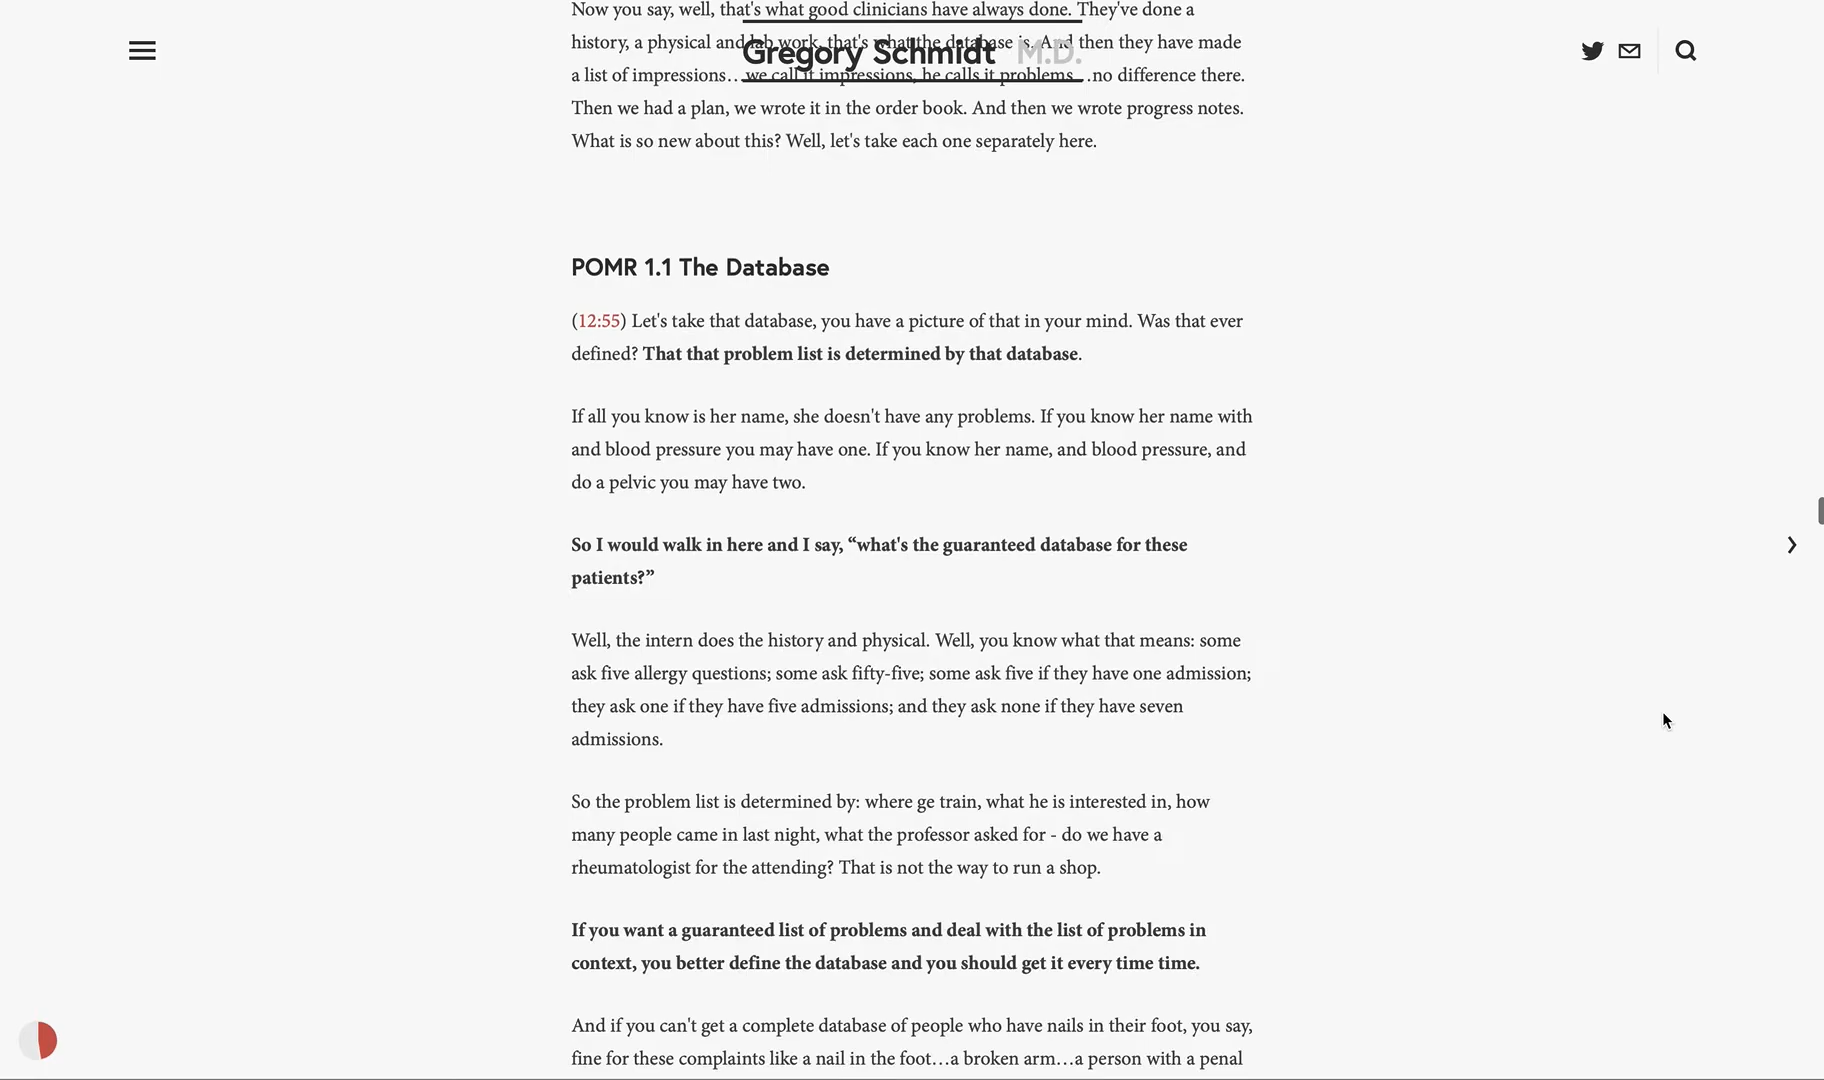 Now you say, well, that's what good clinicians have always done. They've done a
history, a physical and lab work, that's what the database is. And then they have made
Gregory Schmidt M.D.
a list of impressions…we call it impressions, he calls it problems…no difference there.
Then we had a plan, we wrote it in the order book. And then we wrote progress notes.
What is so new about this? Well, let's take each one separately here.
POMR 1.1 The Database
(12:55) Let's take that database, you have a picture of that in your mind. Was that ever
defined? That that problem list is determined by that database.
If all you know is her name, she doesn't have any problems. If you know her name with
and blood pressure you may have one. If you know her name, and blood pressure, and
do a pelvic you may have two.
So I would walk in here and I say, “what's the guaranteed database for these
patients?”
Well, the intern does the history and physical. Well, you know what that means: some
ask five allergy questions; some ask fifty-five; some ask five if they have one admission;
they ask one if they have five admissions; and they ask none if they have seven
admissions.
So the problem list is determined by: where ge train, what he is interested in, how
many people came in last night, what the professor asked for - do we have a
rheumatologist for the attending? That is not the way to run a shop.
If you want a guaranteed list of problems and deal with the list of problems in
context, you better define the database and you should get it every time time.
And if you can't get a complete database of people who have nails in their foot, you say,
fine for these complaints like a nail in the foot…a broken arm…a person with a penal